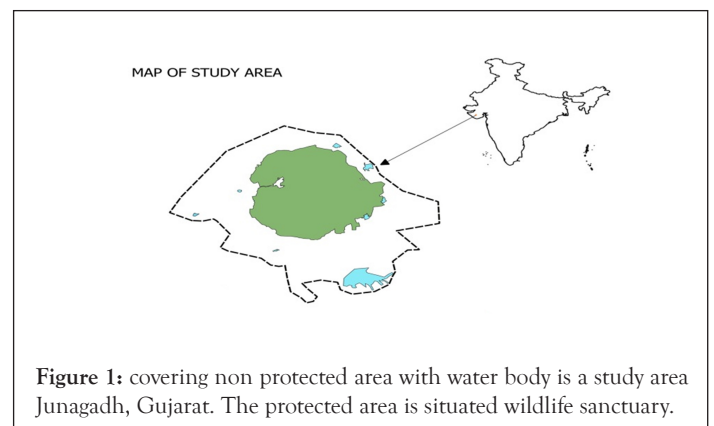 MAP OF STUDY AREA
Figure 1: covering non protected area with water body is a study area
Junagadh, Gujarat. The protected area is situated wildlife sanctuary.